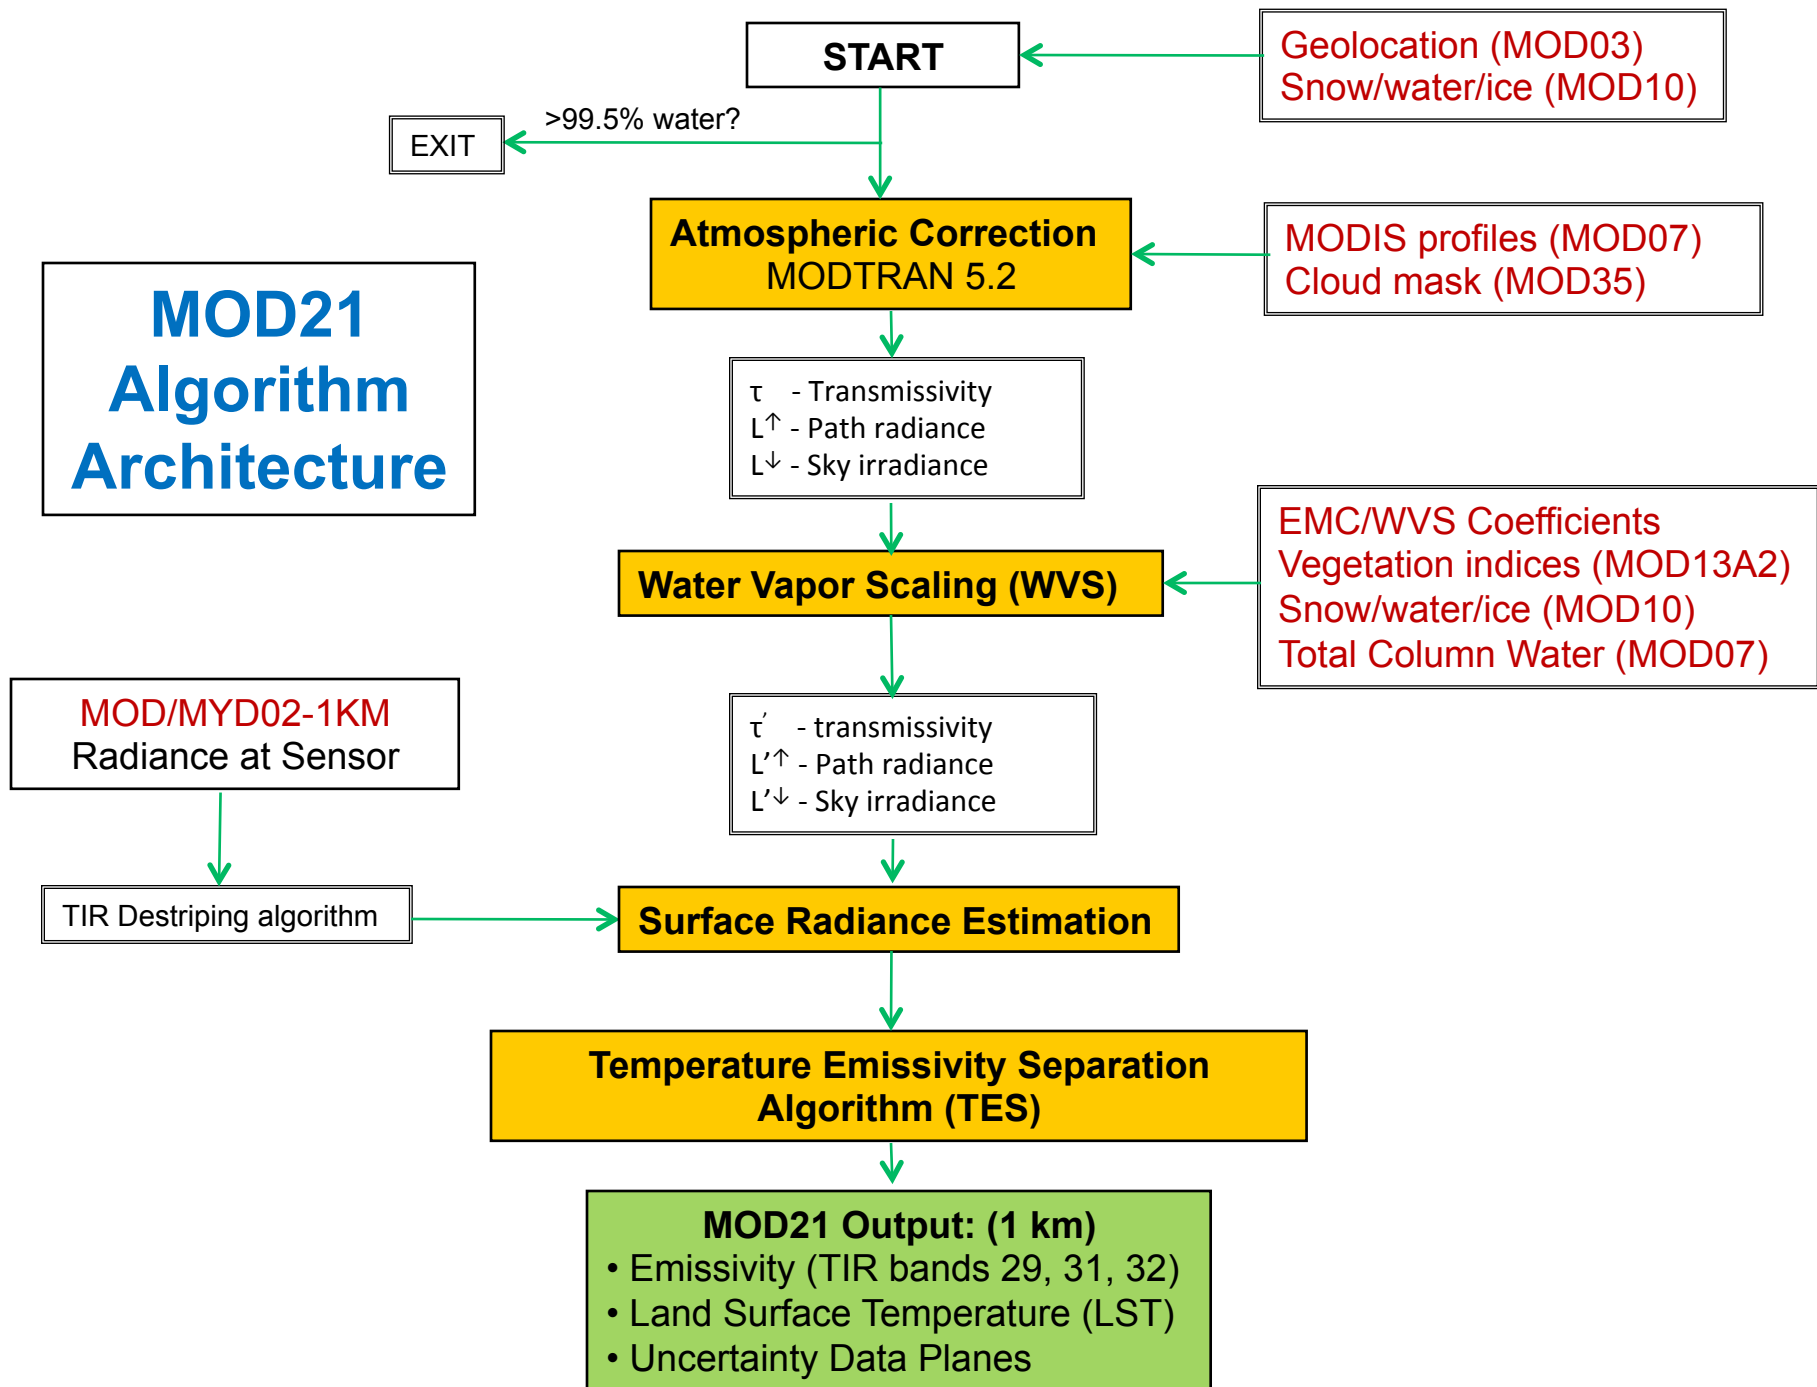 START
Geolocation (MOD03)
Snow/water/ice (MOD10)
>99.5% water?
EXIT
Atmospheric Correction
MODTRAN 5.2
MODIS profiles (MOD07)
Cloud mask (MOD35)
MOD21
Algorithm
Architecture
τ - Transmissivity
L↑ - Path radiance
L↓ - Sky irradiance
EMC/WVS Coefficients
Vegetation indices (MOD13A2)
Snow/water/ice (MOD10)
Total Column Water (MOD07)
Water Vapor Scaling (WVS)
MOD/MYD02-1KM
Radiance at Sensor
τ′ - transmissivity
L’↑ - Path radiance
L’↓ - Sky irradiance
TIR Destriping algorithm
Surface Radiance Estimation
Temperature Emissivity Separation
Algorithm (TES)
MOD21 Output: (1 km)
• Emissivity (TIR bands 29, 31, 32)
• Land Surface Temperature (LST)
• Uncertainty Data Planes